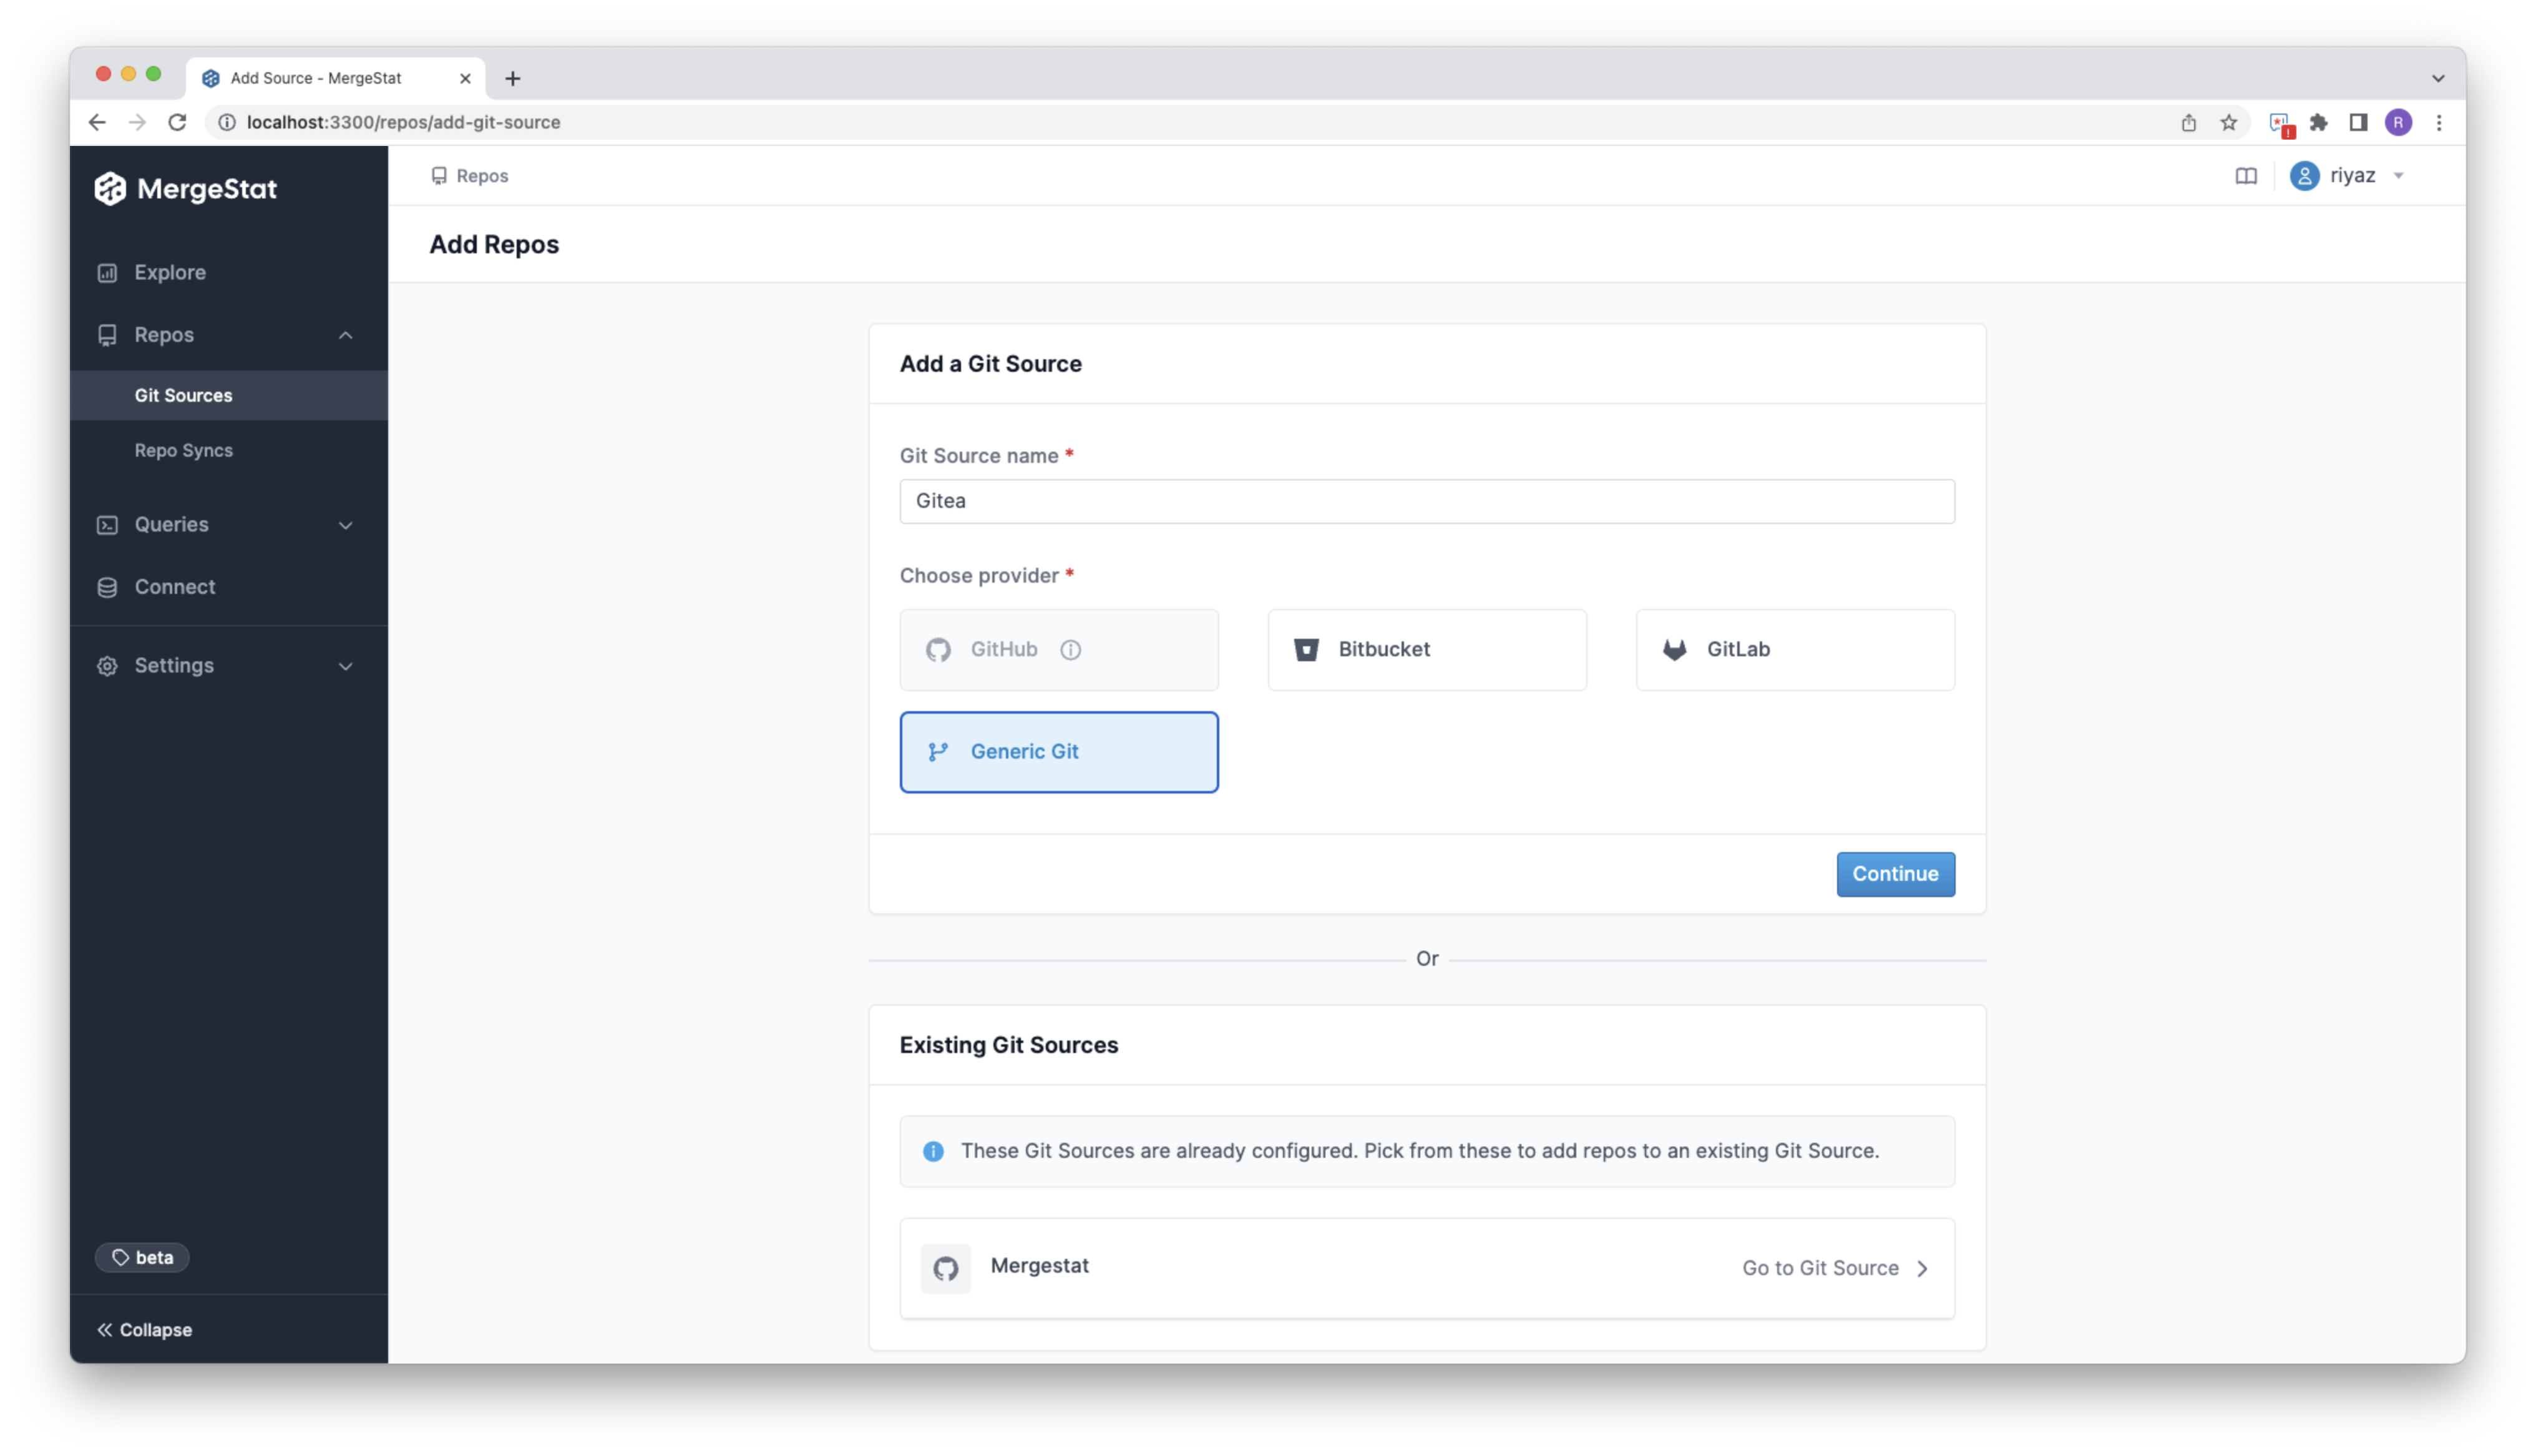 Add Source - MergeStat
localhost:3300/repos/add-git-source
R
MergeStat
Explore
Repos
Git Sources
Repo Syncs
Queries
Connect
Settings
beta
Collapse
Repos
riyaz
Add Repos
Add a Git Source
Git Source name *
Gitea
Choose provider *
GitHub
Bitbucket
GitLab
Generic Git
Continue
Or
Existing Git Sources
These Git Sources are already configured. Pick from these to add repos to an existing Git Source.
Mergestat
Go to Git Source